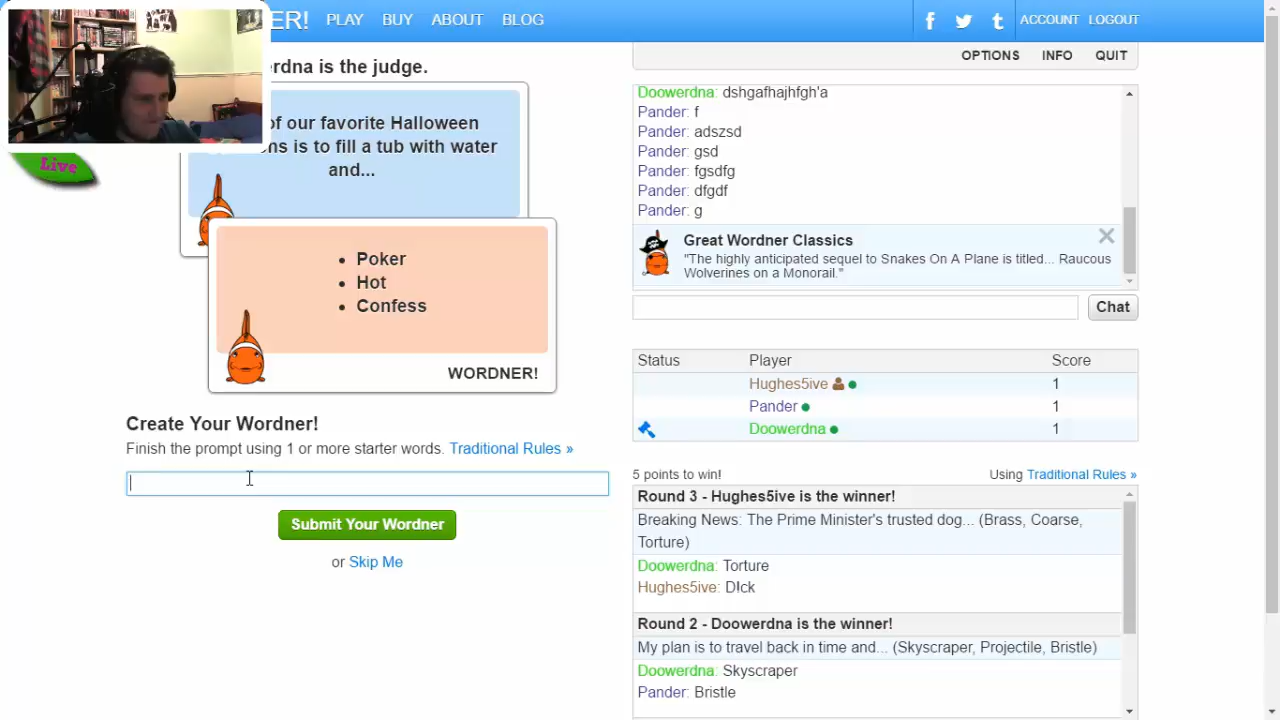 ER! PLAY BUY ABOUT BLOG
ACCOUNT LOGOUT
rdna is the judge.
of our favorite Halloween
ns is to fill a tub with water
and...
Live
• Poker
• Hot
• Confess
WORDNER!
Create Your Wordner!
Finish the prompt using 1 or more starter words. Traditional Rules »
Submit Your Wordner
or Skip Me
OPTIONS INFO QUIT
Doowerdna: dshgafhajhfgh'a
Pander: f
Pander: adszsd
Pander: gsd
Pander: fgsdfg
Pander: dfgdf
Pander: g
Great Wordner Classics
"The highly anticipated sequel to Snakes On A Plane is titled... Raucous
Wolverines on a Monorail."
Chat
Status Player Score
Hughes5ive 1
Pander 1
Doowerdna 1
5 points to win! Using Traditional Rules »
Round 3 - Hughes5ive is the winner!
Breaking News: The Prime Minister's trusted dog... (Brass, Coarse,
Torture)
Doowerdna: Torture
Hughes5ive: D!ck
Round 2 - Doowerdna is the winner!
My plan is to travel back in time and... (Skyscraper, Projectile, Bristle)
Doowerdna: Skyscraper
Pander: Bristle